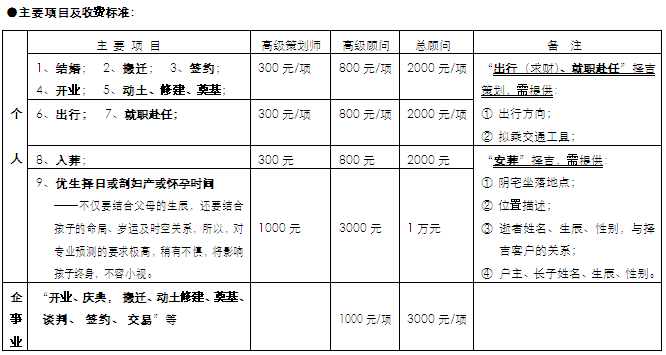 ●主要项目及收费标准：
主 要 项 目 高级策划师 高级顾问 总顾问 备 注
个
人
1、结婚； 2、搬迁； 3、签约； 300 元/项 800 元/项 2000 元/项
4、开业； 5、动土、修建、奠基；
“出行（求财）、就职赴任”择吉
策划，需提供：
① 出行方向；
② 拟乘交通工具；
6、出行； 7、就职赴任； 300 元/项 800 元/项 2000 元/项
8、入葬； 300 元 800 元 2000 元
“安葬”择吉，需提供：
① 阴宅坐落地点；
② 位置描述；
③ 逝者姓名、生辰、性别，与择
吉客户的关系；
④ 户主、长子姓名、生辰、性别。
9、优生择日或剖妇产或怀孕时间
——不仅要结合父母的生辰，还要结合
孩子的命局、岁运及时空关系，所以，对
专业预测的要求极高，稍有不慎，将影响
孩子终身，不容小视。
1000 元 3000 元 1 万元
企
事
业
“开业、庆典， 搬迁、动土修建、奠基、
谈判、 签约、 交易”等
1000 元/项 3000 元/项